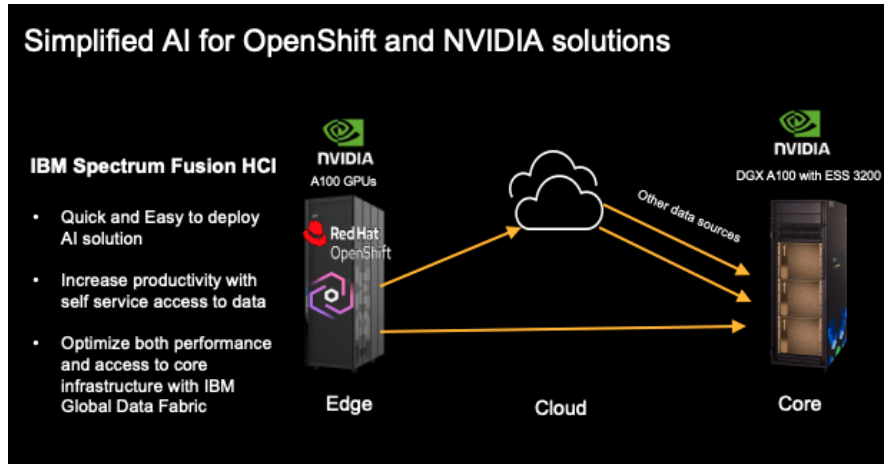 Simplified AI for OpenShift and NVIDIA solutions
IBM Spectrum Fusion HCI
• Quick and Easy to deploy
AI solution
• Increase productivity with
self service access to data
• Optimize both performance
and access to core
infrastructure with IBM
Global Data Fabric
NVIDIA
A100 GPUs
Red Hat
OpenShift
Edge
Cloud
Other data sources
NVIDIA
DGX A100 with ESS 3200
Core